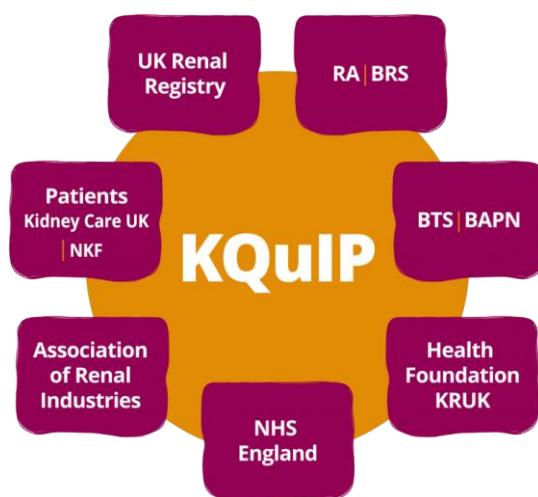 UK Renal
Registry
RA|BRS
Patients
Kidney Care UK
|NKF
KQuIP
BTS|BAPN
Association
of Renal
Industries
Health
Foundation
KRUK
NHS
England